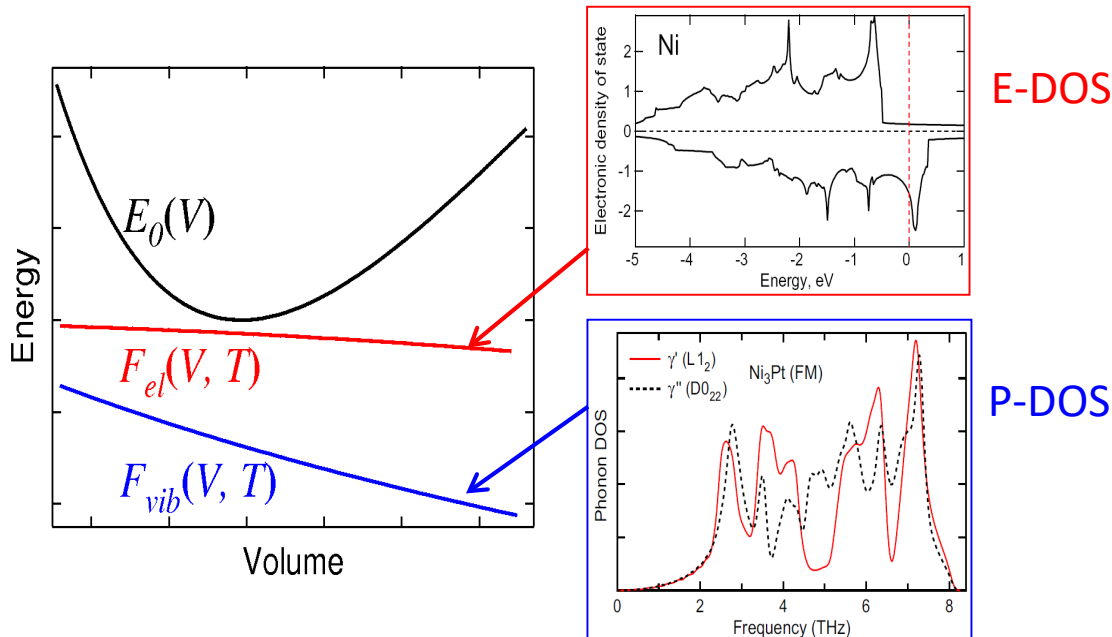 Energy
E0(V)
Fel(V, T)
Fvib(V, T)
Volume
Electronic density of state
2
1
0
-1
-2
Ni
-5 -4 -3 -2 -1 0 1
Energy, eV
E-DOS
Phonon DOS
γ' (L12)
γ'' (D022)
Ni3Pt (FM)
0 2 4 6 8
Frequency (THz)
P-DOS